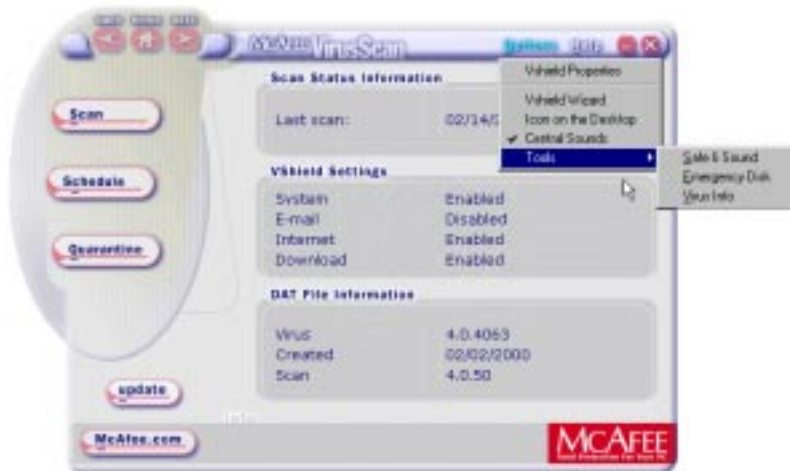 McAfee VirusScan
Scan Status Information
Last scan: 02/14/
Vshield Properties
Vshield Wizard
Icon on the Desktop
Central Sounds
Tools
Safe & Sound
Emergency Disk
Virus Info
Scan
Schedule
Quarantine
VShield Settings
System Enabled
E-mail Disabled
Internet Enabled
Download Enabled
DAT File Information
Virus 4.0.4063
Created 02/02/2000
Scan 4.0.50
update
McAfee.com
McAfee